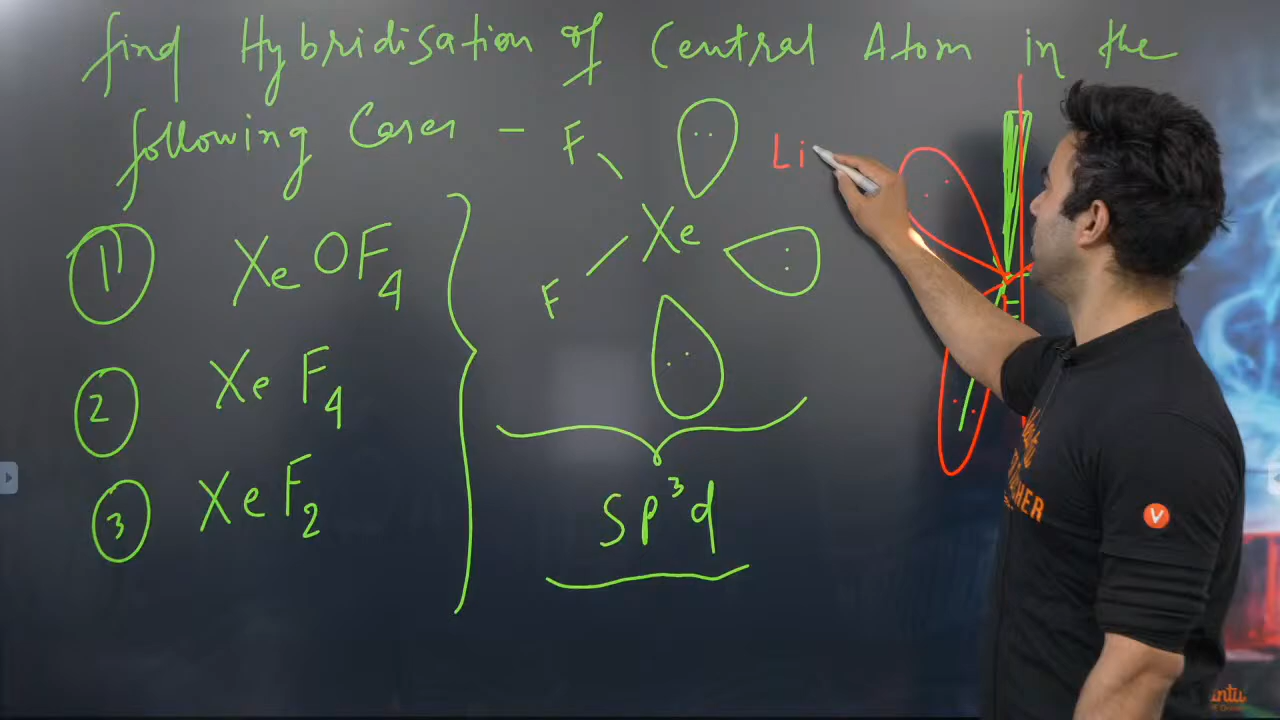 find Hybridisation of Central Atom in the
following Cases -
1 XeOF4
2 XeF4
3 XeF2
F
Xe
F
sp³d
Li
V